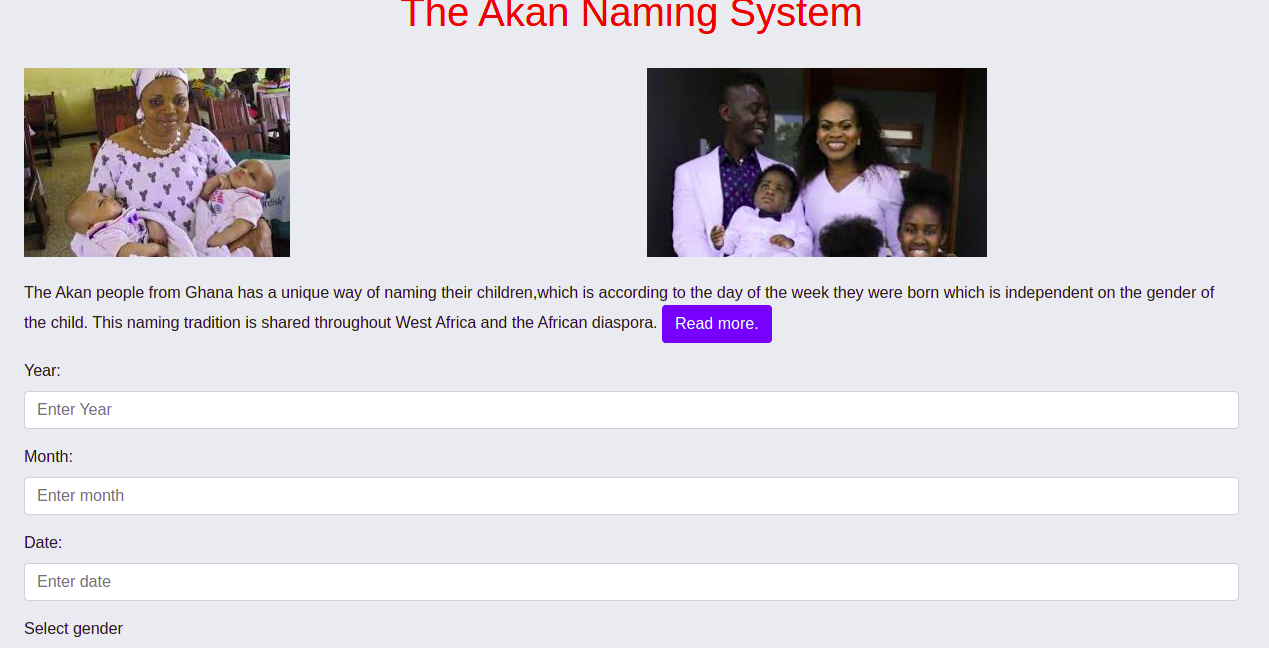 The Akan Naming System
The Akan people from Ghana has a unique way of naming their children,which is according to the day of the week they were born which is independent on the gender of
the child. This naming tradition is shared throughout West Africa and the African diaspora. Read more.
Year:
Enter Year
Month:
Enter month
Date:
Enter date
Select gender